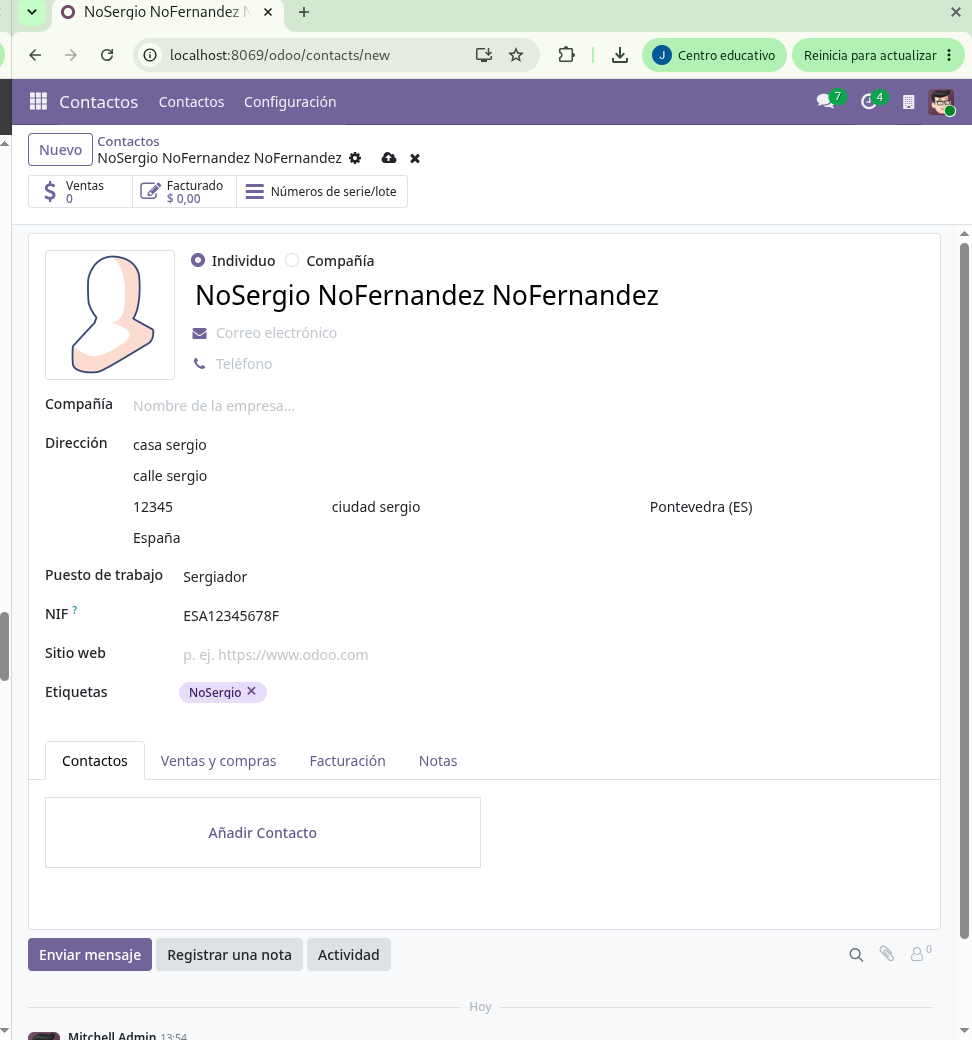 NoSergio NoFernandez N
localhost:8069/odoo/contacts/new
J Centro educativo
Reinicia para actualizar
Contactos Contactos Configuración 7 4
Nuevo Contactos
NoSergio NoFernandez NoFernandez
Ventas 0
Facturado $ 0,00
Números de serie/lote
Individuo Compañía
NoSergio NoFernandez NoFernandez
Correo electrónico
Teléfono
Compañía Nombre de la empresa...
Dirección casa sergio
calle sergio
12345 ciudad sergio Pontevedra (ES)
España
Puesto de trabajo Sergiador
NIF ? ESA12345678F
Sitio web p. ej. https://www.odoo.com
Etiquetas NoSergio
Contactos Ventas y compras Facturación Notas
Añadir Contacto
Enviar mensaje Registrar una nota Actividad 0
Hoy
Mitchell Admin 13:54